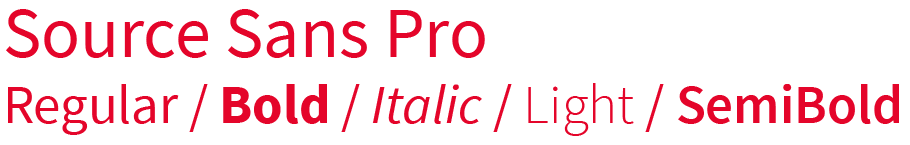 Source Sans Pro
Regular / Bold / Italic / Light / SemiBold